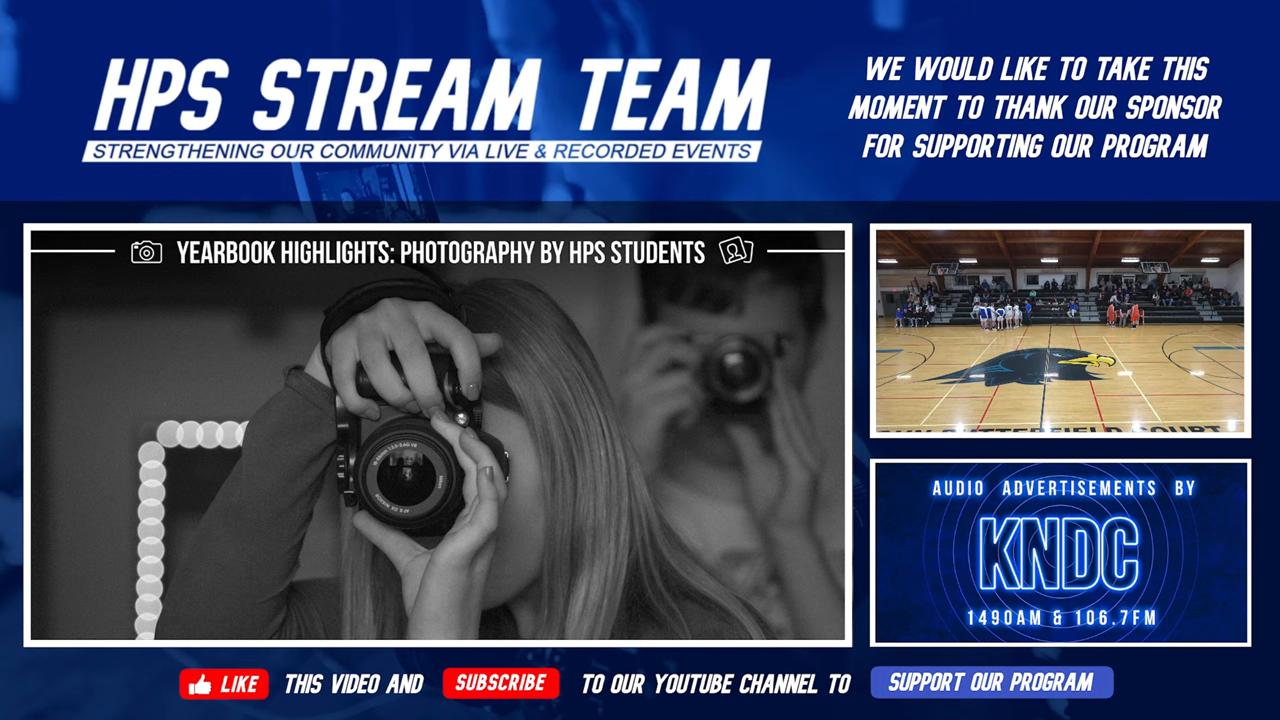 HPS STREAM TEAM
STRENGTHENING OUR COMMUNITY VIA LIVE & RECORDED EVENTS
WE WOULD LIKE TO TAKE THIS
MOMENT TO THANK OUR SPONSOR
FOR SUPPORTING OUR PROGRAM
YEARBOOK HIGHLIGHTS: PHOTOGRAPHY BY HPS STUDENTS
AUDIO ADVERTISEMENTS BY
KNDC
1490AM & 106.7FM
LIKE THIS VIDEO AND SUBSCRIBE TO OUR YOUTUBE CHANNEL TO SUPPORT OUR PROGRAM